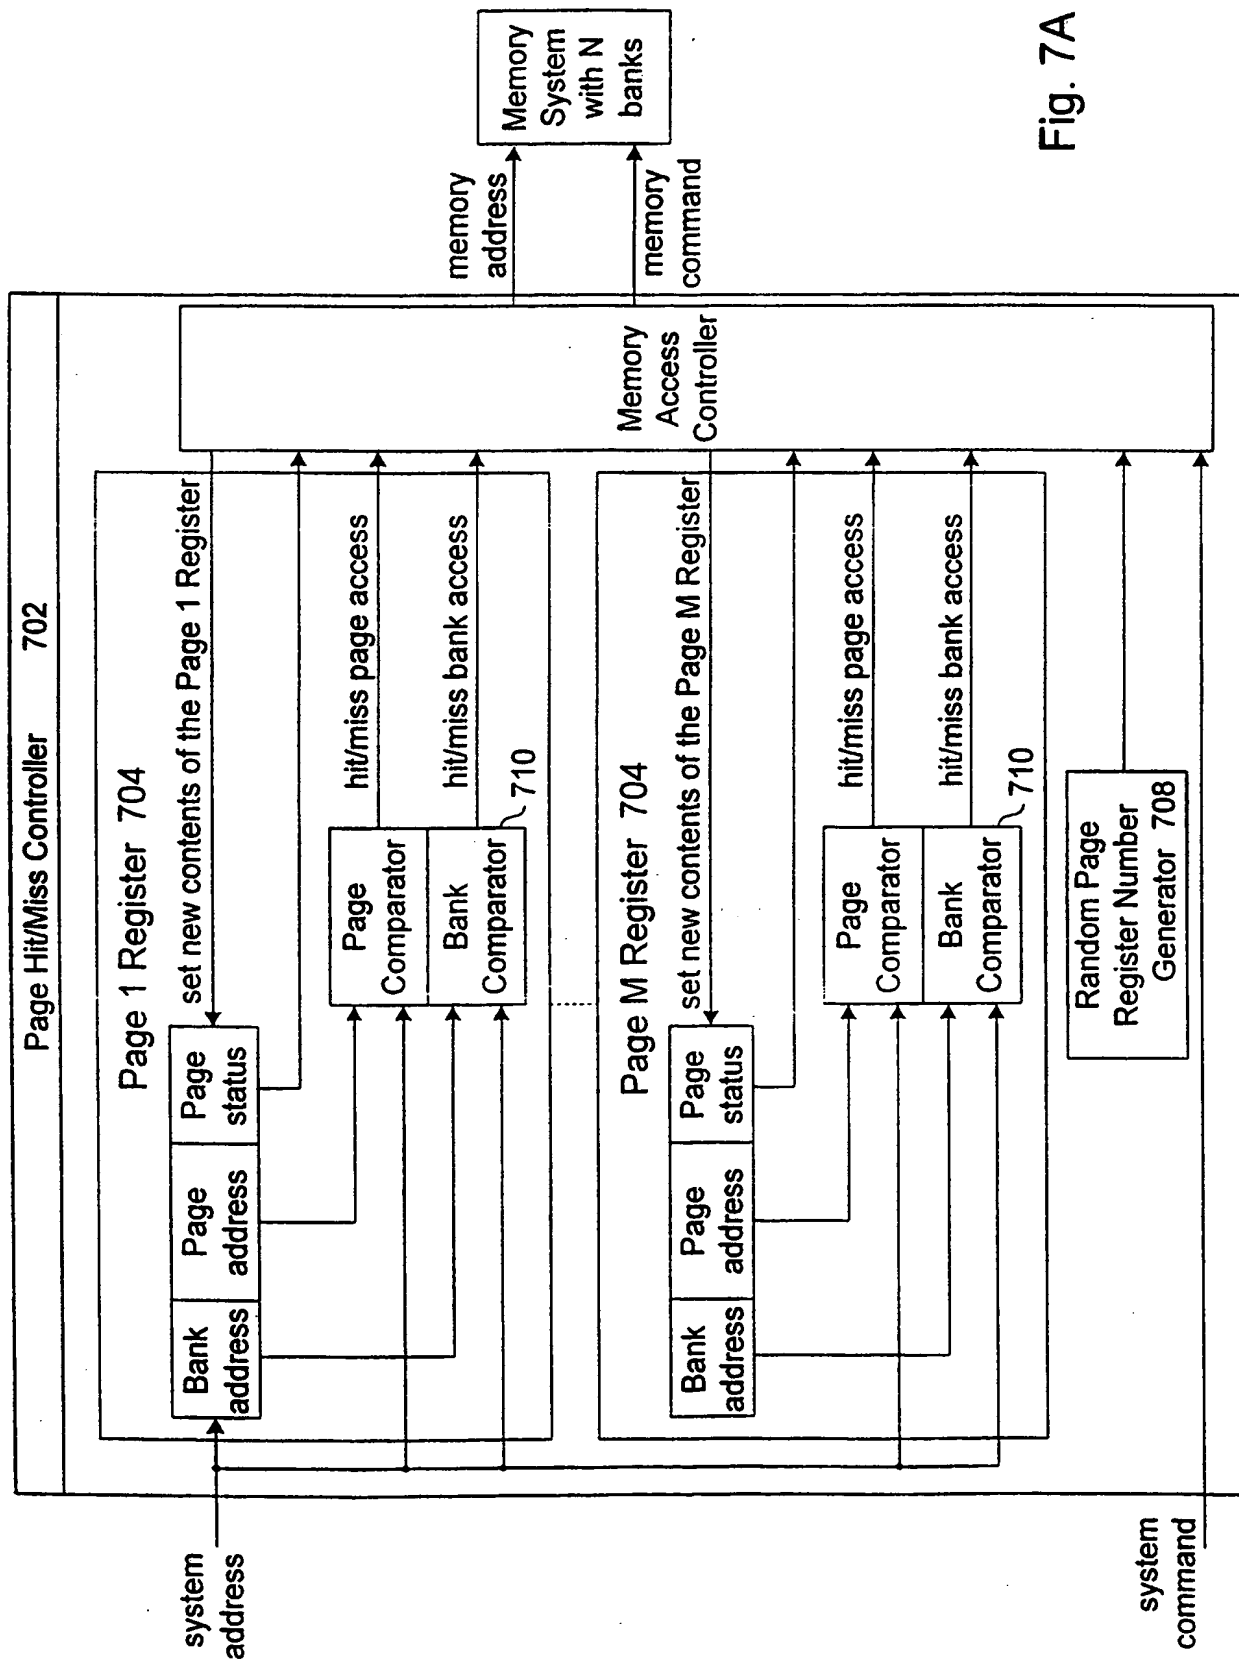 Page Hit/Miss Controller 702
Page 1 Register 704
set new contents of the Page 1 Register
Bank
address
Page
address
Page
status
Page
Comparator
Bank
Comparator
710
hit/miss page access
hit/miss bank access
Page M Register 704
set new contents of the Page M Register
Bank
address
Page
address
Page
status
Page
Comparator
Bank
Comparator
710
hit/miss page access
hit/miss bank access
Random Page
Register Number
Generator 708
system
address
system
command
Memory
Access
Controller
memory
address
memory
command
Memory
System
with N
banks
Fig. 7A